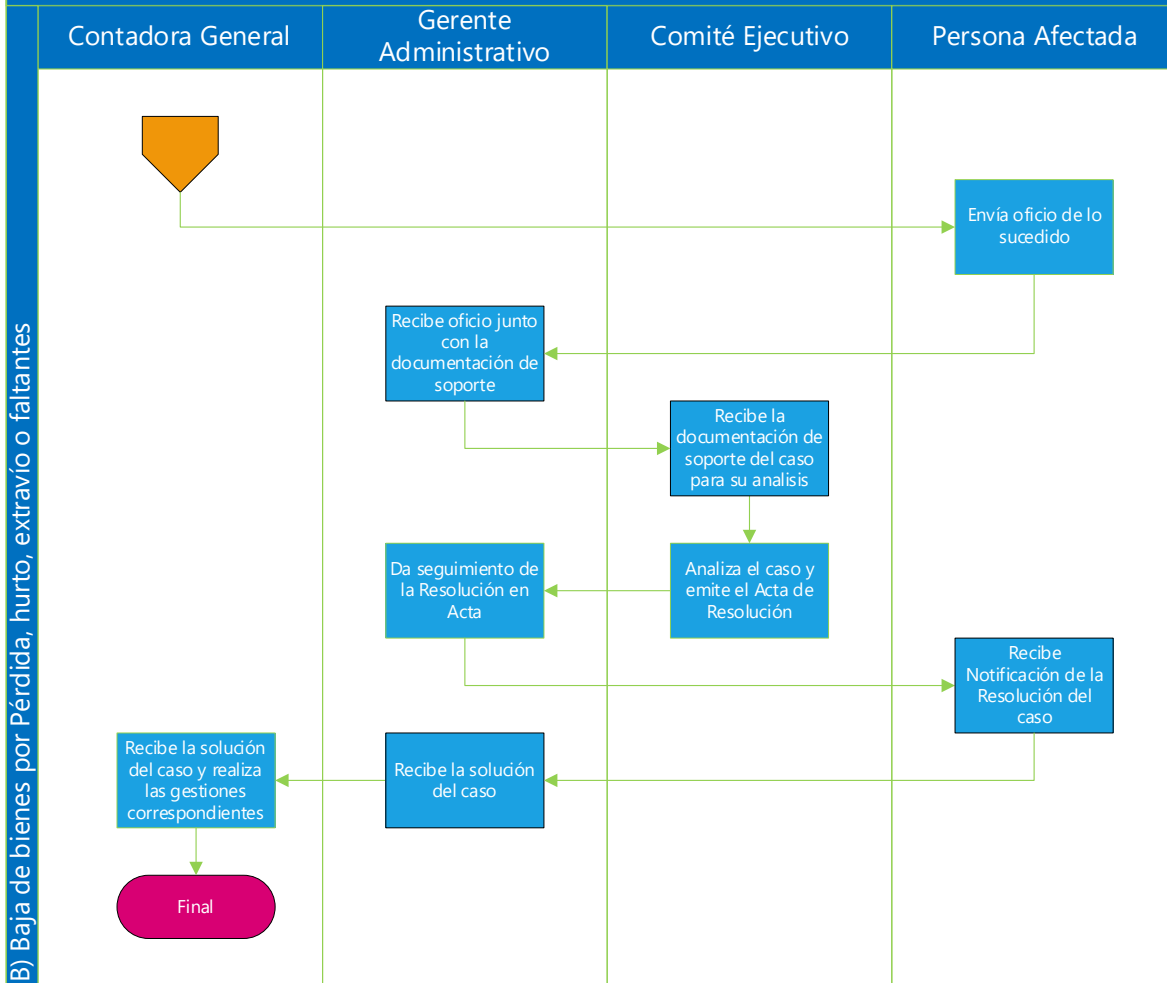 Contadora General
Gerente
Administrativo
Comité Ejecutivo
Persona Afectada
B) Baja de bienes por Pérdida, hurto, extravío o faltantes
Envía oficio de lo
sucedido
Recibe oficio junto
con la
documentación de
soporte
Recibe la
documentación de
soporte del caso
para su analisis
Da seguimiento de
la Resolución en
Acta
Analiza el caso y
emite el Acta de
Resolución
Recibe
Notificación de la
Resolución del
caso
Recibe la solución
del caso y realiza
las gestiones
correspondientes
Recibe la solución
del caso
Final